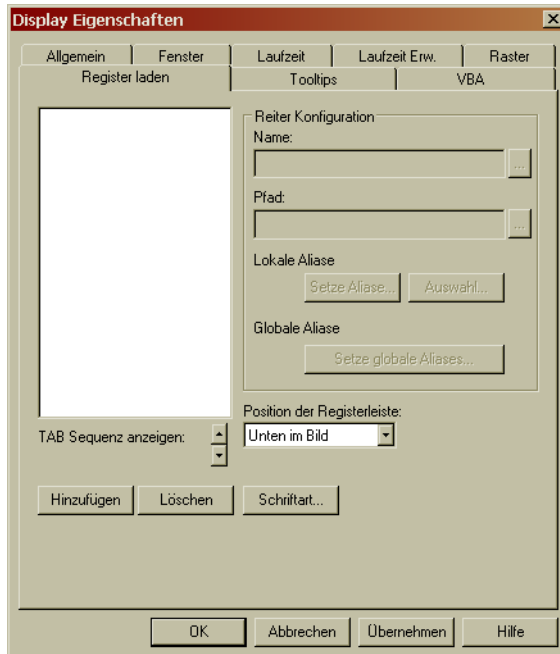 Display Eigenschaften
Allgemein Fenster Laufzeit Laufzeit Erw. Raster
Register laden Tooltips VBA
Reiter Konfiguration
Name:
...
Pfad:
...
Lokale Aliase
Setze Aliase... Auswahl...
Globale Aliase
Setze globale Aliases...
Position der Registerleiste:
TAB Sequenz anzeigen: Unten im Bild
Hinzufügen Löschen Schriftart...
OK Abbrechen Übernehmen Hilfe